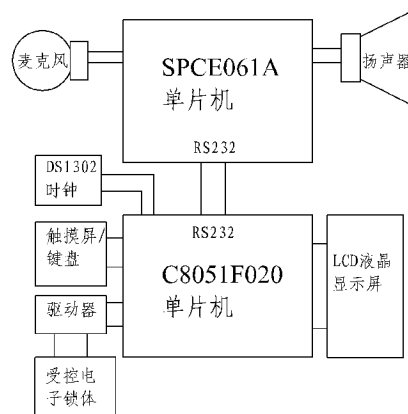 麦克风
SPCE061A
单片机
扬声器
RS232
DS1302
时钟
RS232
触摸屏/
键盘
C8051F020
单片机
LCD液晶
显示屏
驱动器
受控电
子锁体